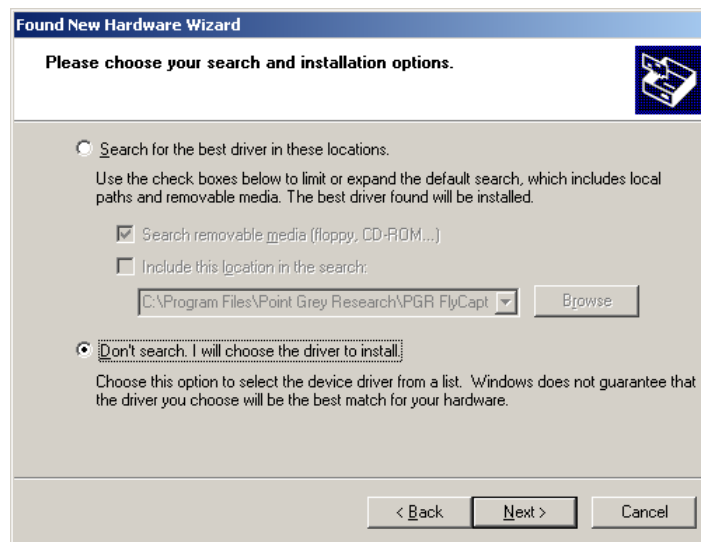 Found New Hardware Wizard
Please choose your search and installation options.
Search for the best driver in these locations.
Use the check boxes below to limit or expand the default search, which includes local
paths and removable media. The best driver found will be installed.
Search removable media (floppy, CD-ROM...)
Include this location in the search:
C:\Program Files\Point Grey Research\PGR FlyCapt
Browse
Don't search. I will choose the driver to install.
Choose this option to select the device driver from a list. Windows does not guarantee that
the driver you choose will be the best match for your hardware.
< Back
Next >
Cancel